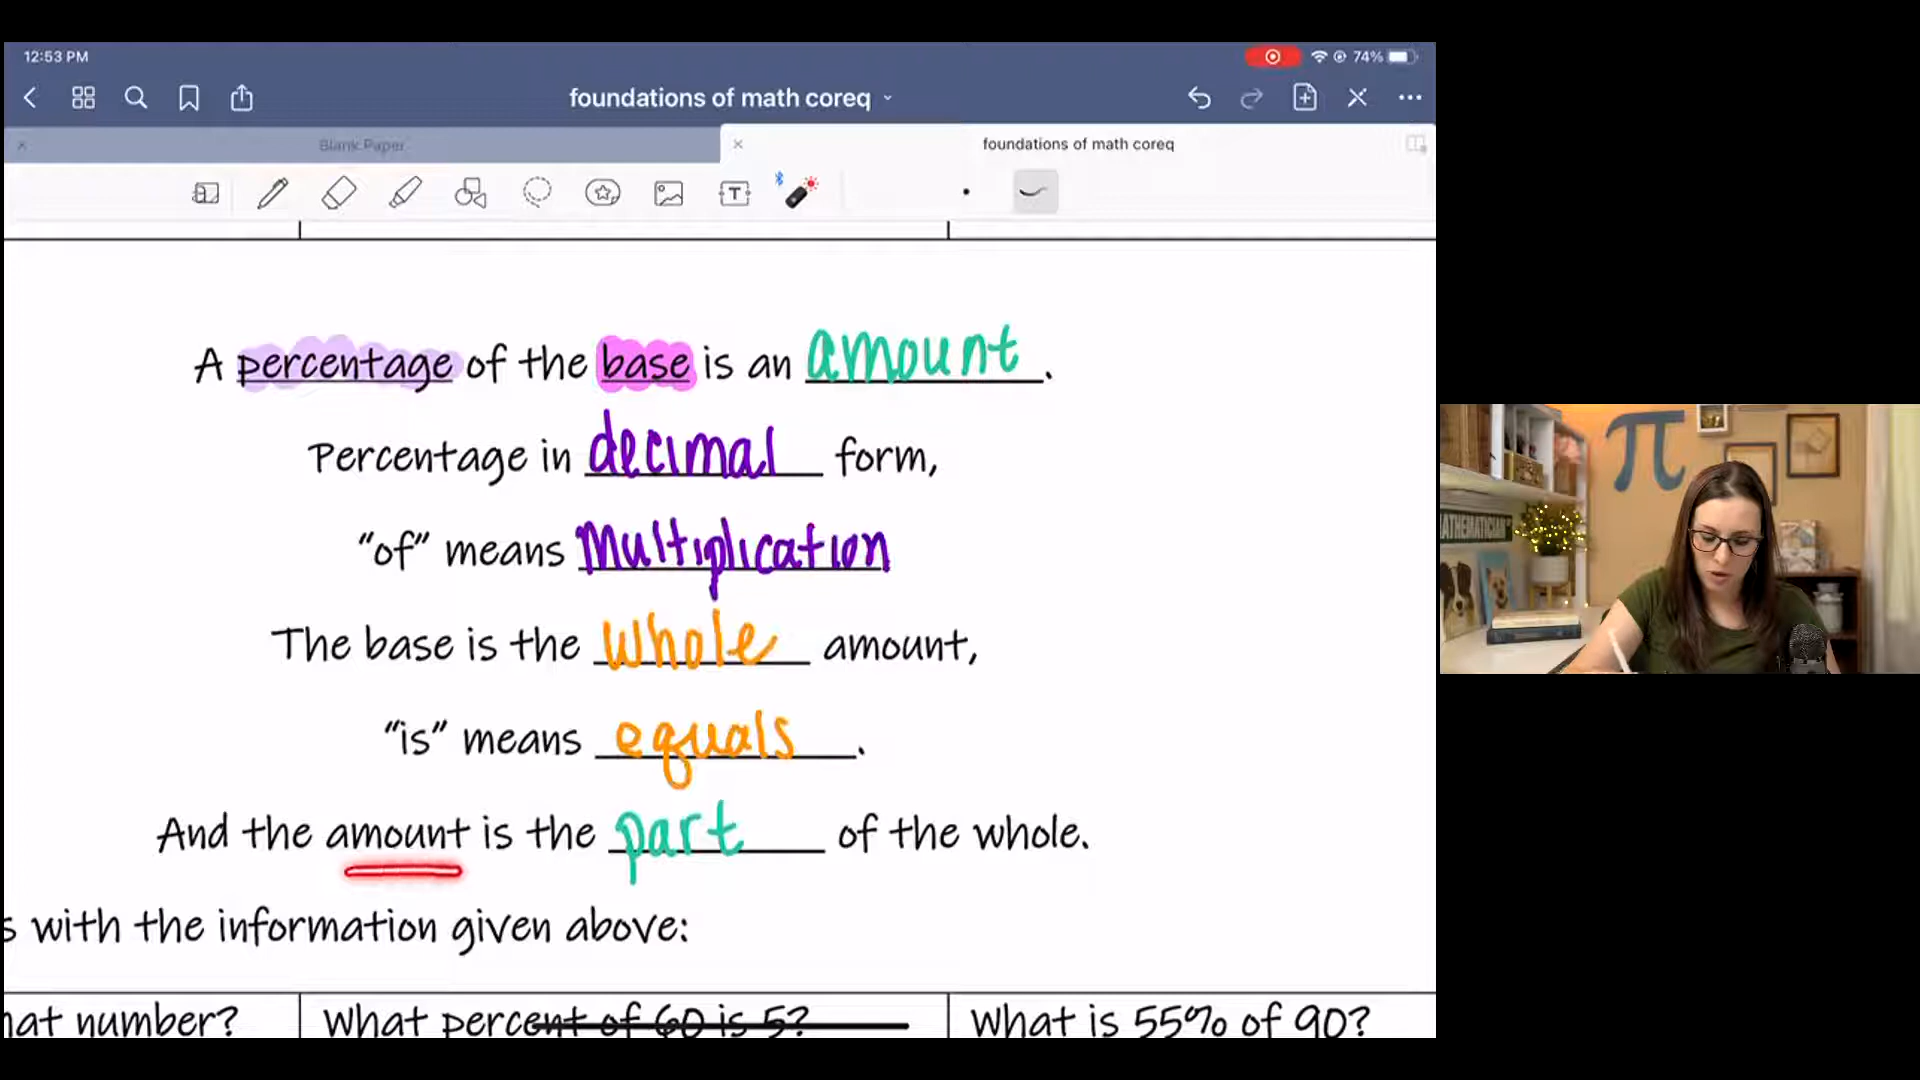 12:53 PM
74%
foundations of math coreq
Blank Paper
foundations of math coreq
A percentage of the base is an amount.
Percentage in decimal form,
"of" means multiplication
The base is the whole amount,
"is" means equals.
And the amount is the part of the whole.
s with the information given above:
hat number?
What percent of 60 is 5?
What is 55% of 90?
MATHEMATICIAN